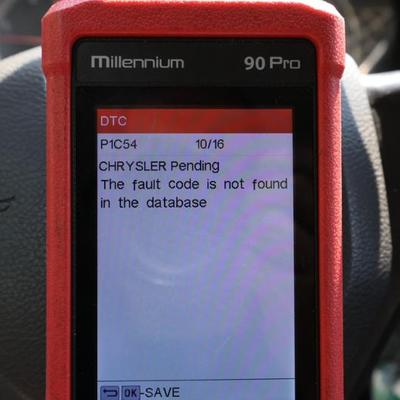 Millennium 90 Pro
DTC
P1C54 10/16
CHRYSLER Pending
The fault code is not found
in the database
OK-SAVE